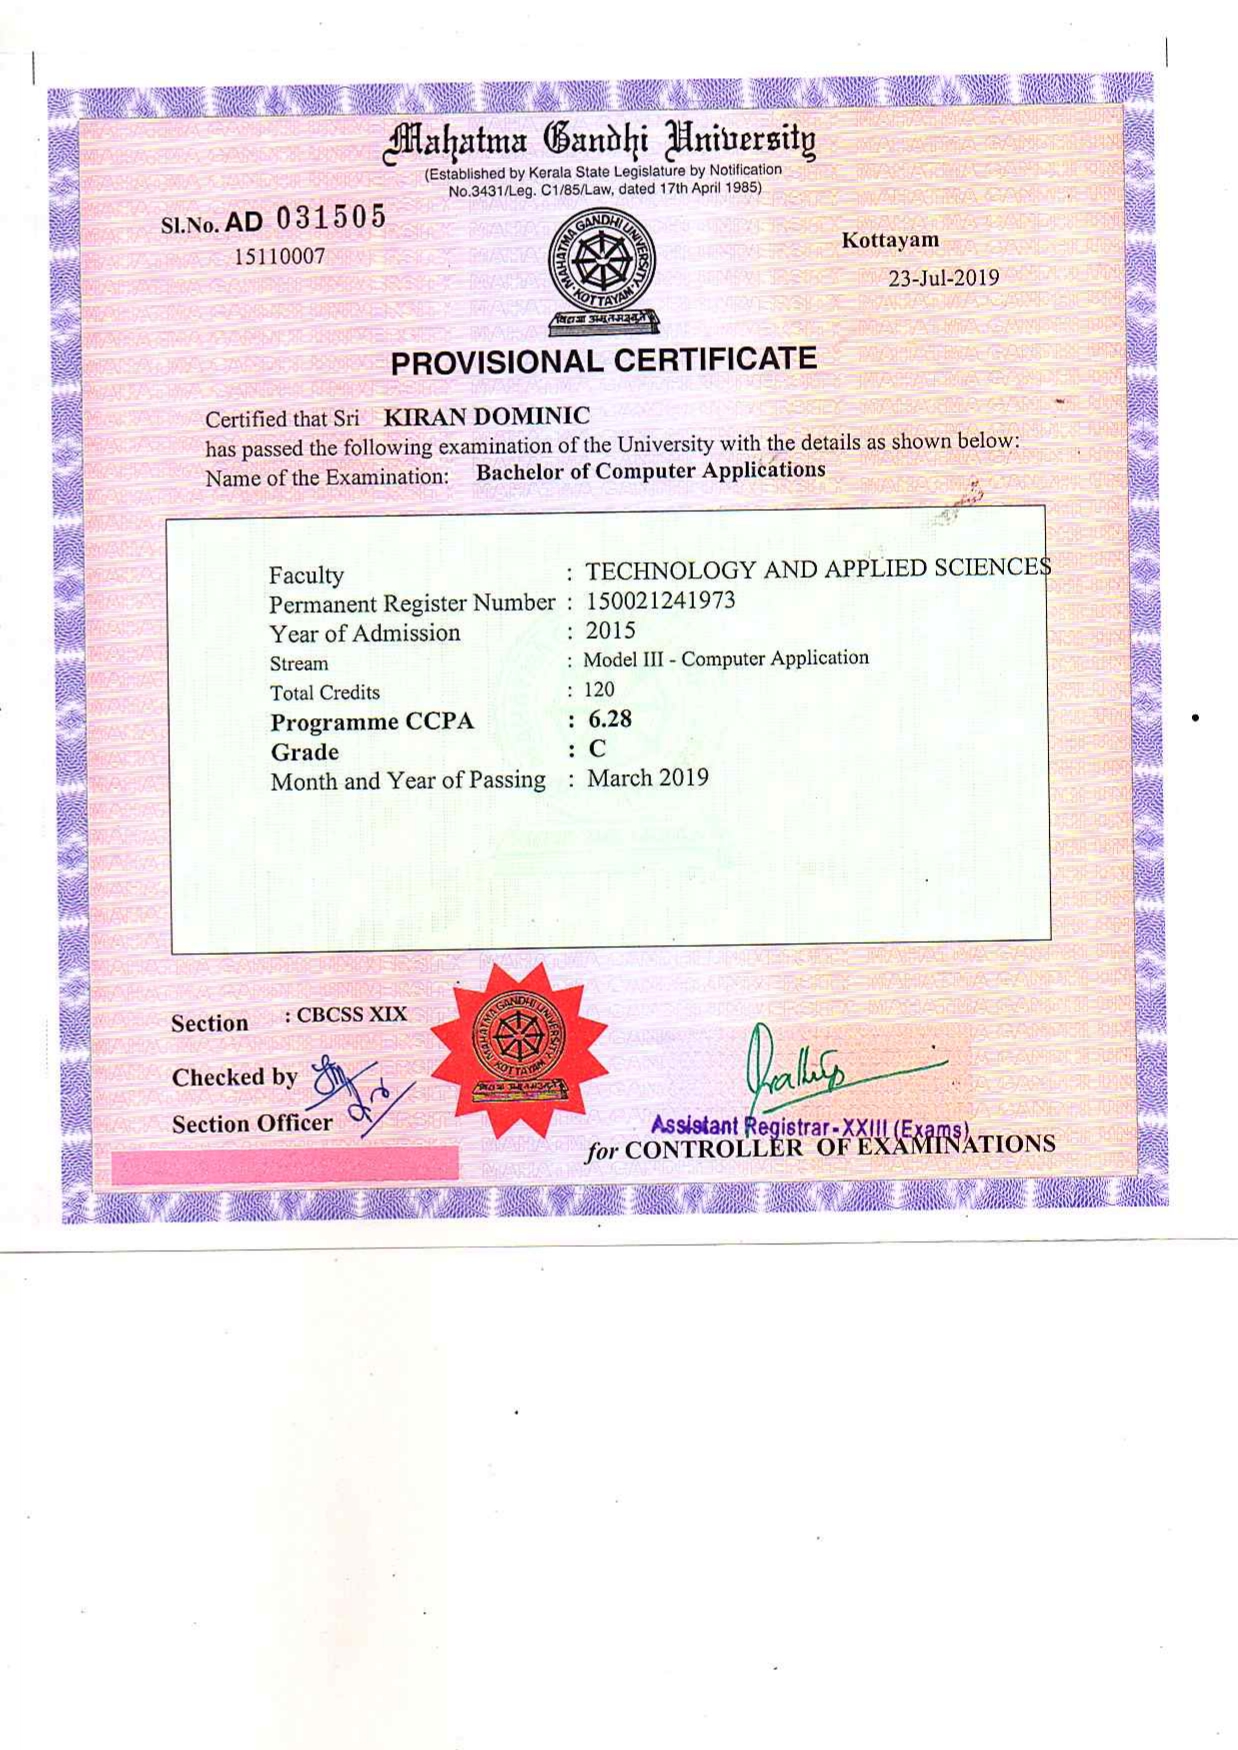 Mahatma Gandhi University
(Established by Kerala State Legislature by Notification
No.3431/Leg. C1/85/Law, dated 17th April 1985)
Sl.No. AD 031505
15110007
Kottayam
23-Jul-2019
MAHATMA GANDHI UNIVERSITY
KOTTAYAM
PROVISIONAL CERTIFICATE
Certified that Sri KIRAN DOMINIC
has passed the following examination of the University with the details as shown below:
Name of the Examination: Bachelor of Computer Applications
Faculty : TECHNOLOGY AND APPLIED SCIENCES
Permanent Register Number : 150021241973
Year of Admission : 2015
Stream : Model III - Computer Application
Total Credits : 120
Programme CCPA : 6.28
Grade : C
Month and Year of Passing : March 2019
Section : CBCSS XIX
MAHATMA GANDHI UNIVERSITY
KOTTAYAM
Checked by
Section Officer
Assistant Registrar-XXIII (Exams)
for CONTROLLER OF EXAMINATIONS